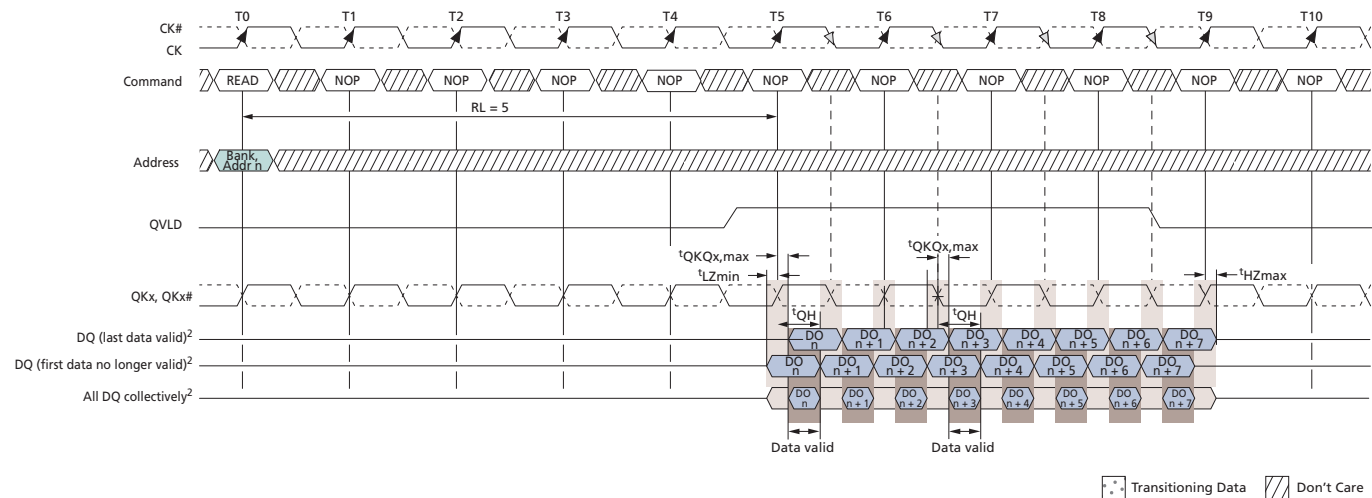 T0 T1 T2 T3 T4 T5 T6 T7 T8 T9 T10
CK#
CK
Command READ NOP NOP NOP NOP NOP NOP NOP NOP NOP NOP
RL = 5
Address Bank, Addr n
QVLD
tQKQx,max tQKQx,max
tLZmin tHZmax
QKx, QKx#
tQH tQH
DQ (last data valid)2 DO n DO n + 1 DO n + 2 DO n + 3 DO n + 4 DO n + 5 DO n + 6 DO n + 7
DQ (first data no longer valid)2 DO n DO n + 1 DO n + 2 DO n + 3 DO n + 4 DO n + 5 DO n + 6 DO n + 7
All DQ collectively2 DO n DO n + 1 DO n + 2 DO n + 3 DO n + 4 DO n + 5 DO n + 6 DO n + 7
Data valid Data valid
Transitioning Data Don't Care